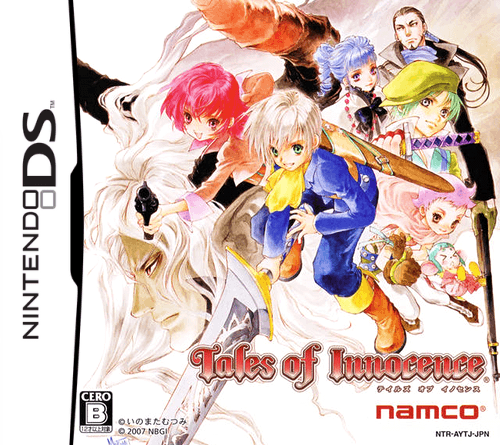 NINTENDO DS™
Tales of Innocence®
テイルズ オブ イノセンス
namco®
CERO
B
12才以上対象
©いのまたむつみ
©2007 NBGI
NTR-AYTJ-JPN